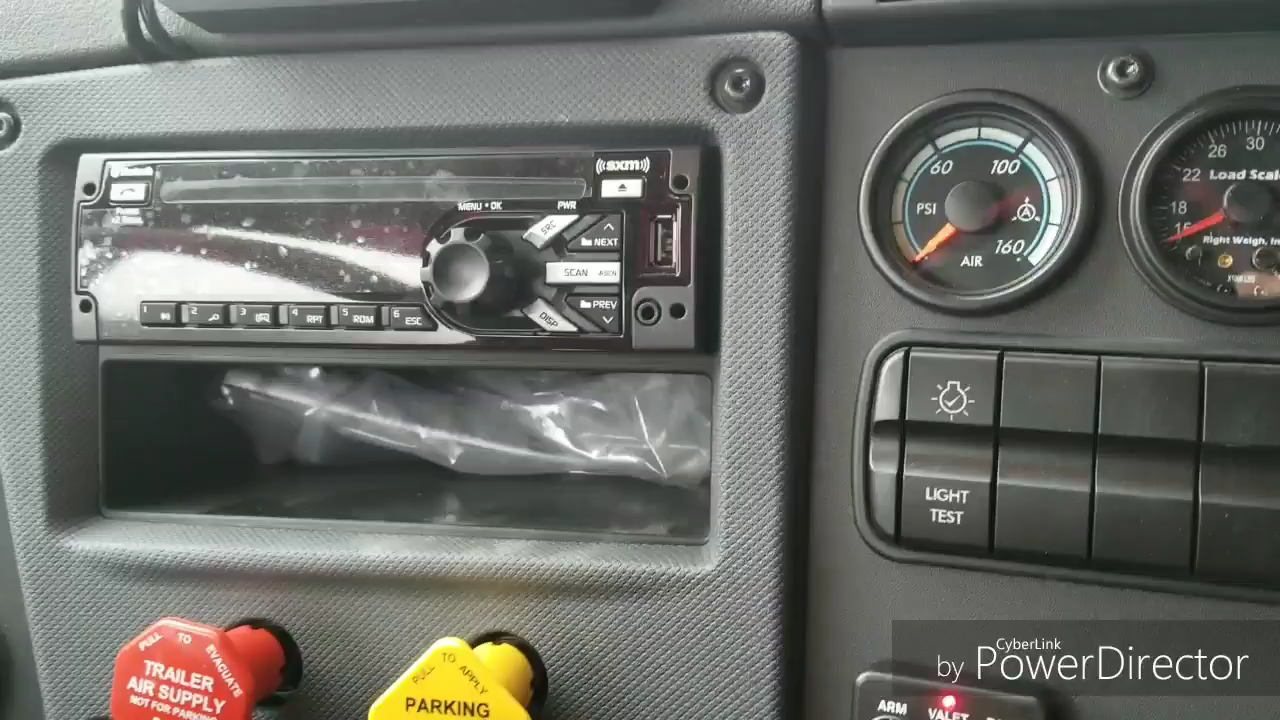 ((sxm))
MENU • OK
PWR
SRC
NEXT
SCAN
PREV
DISP
1
2
3
4 RPT
5 RDM
6 ESC
60
100
PSI
160
AIR
26
30
22
18
Load
Right Weigh,
LIGHT
TEST
PULL TO EVACUATE
TRAILER
AIR SUPPLY
NOT FOR PARKING
PULL TO APPLY
PARKING
ARM
VALET
CyberLink
by PowerDirector